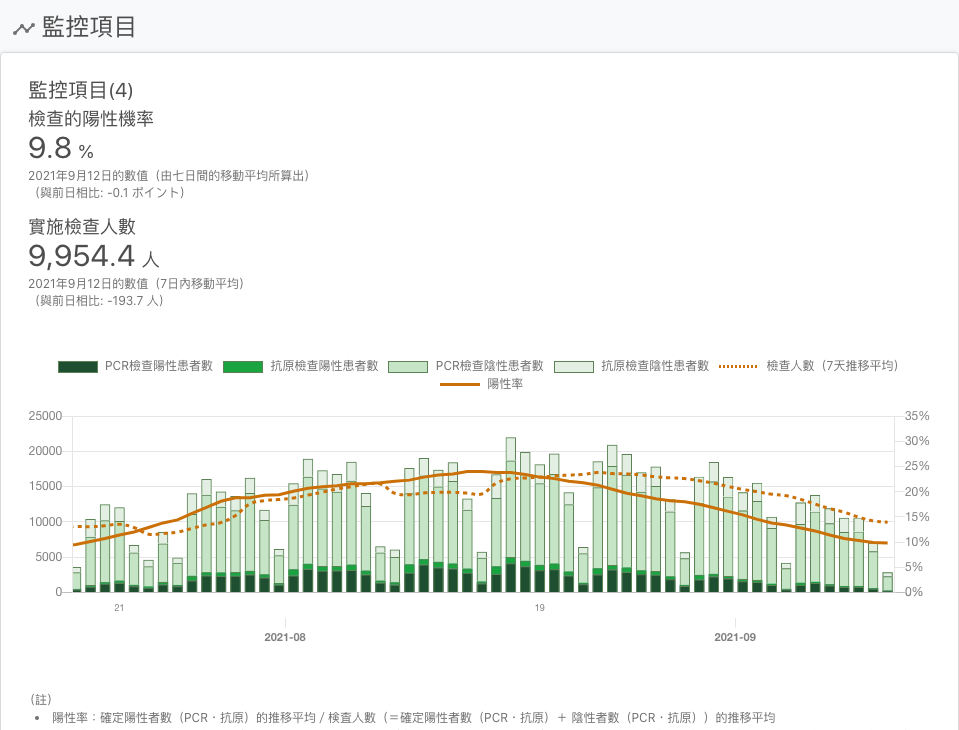 監控項目
監控項目(4)
檢查的陽性機率
9.8 %
2021年9月12日的數值（由七日間的移動平均所算出）
（與前日相比: -0.1 ポイント）
實施檢查人數
9,954.4 人
2021年9月12日的數值（7日內移動平均）
（與前日相比: -193.7 人）
PCR檢查陽性患者數 抗原檢查陽性患者數 PCR檢查陰性患者數 抗原檢查陰性患者數 檢查人數（7天推移平均）
陽性率
25000 35%
30%
20000
25%
15000 20%
15%
10000
10%
5000
5%
0 0%
21 19
2021-08 2021-09
（註）
• 陽性率：確定陽性者數（PCR・抗原）的推移平均 / 檢查人數（＝確定陽性者數（PCR・抗原）＋ 陰性者數（PCR・抗原））的推移平均